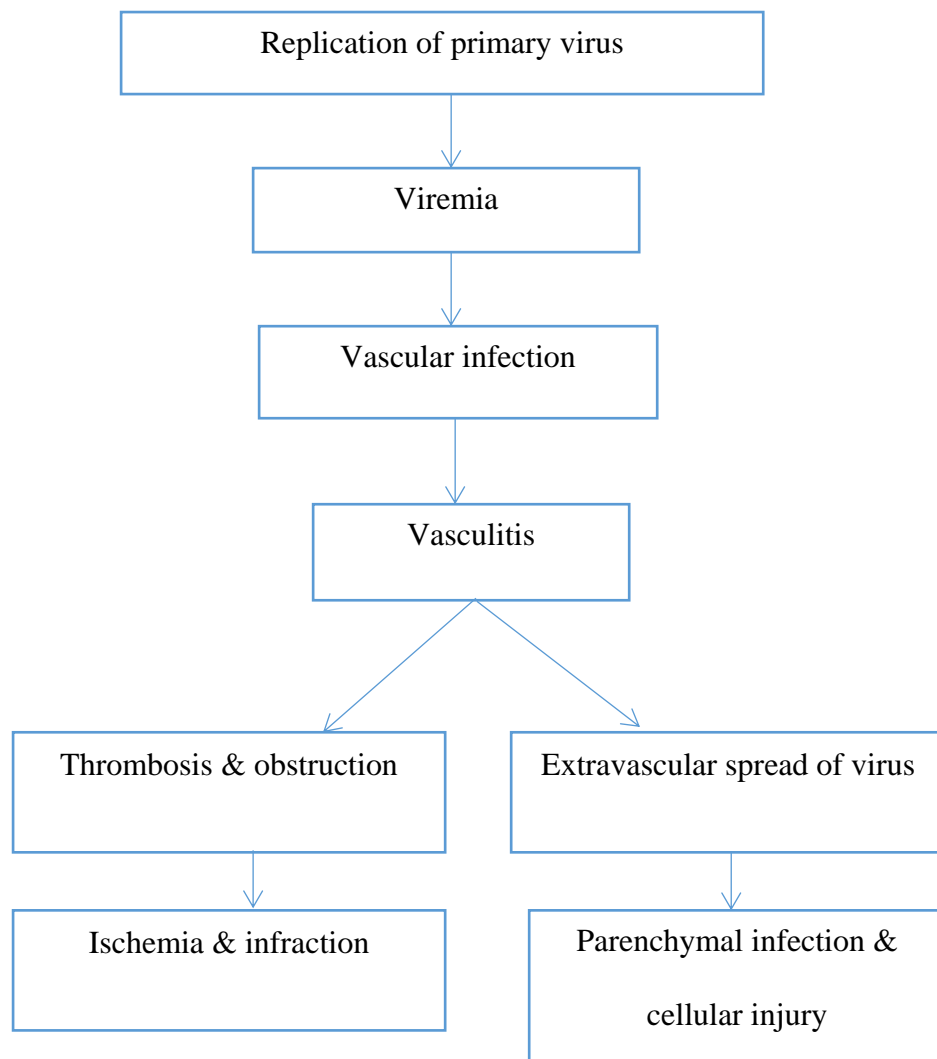 Replication of primary virus
Viremia
Vascular infection
Vasculitis
Thrombosis & obstruction
Extravascular spread of virus
Ischemia & infraction
Parenchymal infection &
cellular injury